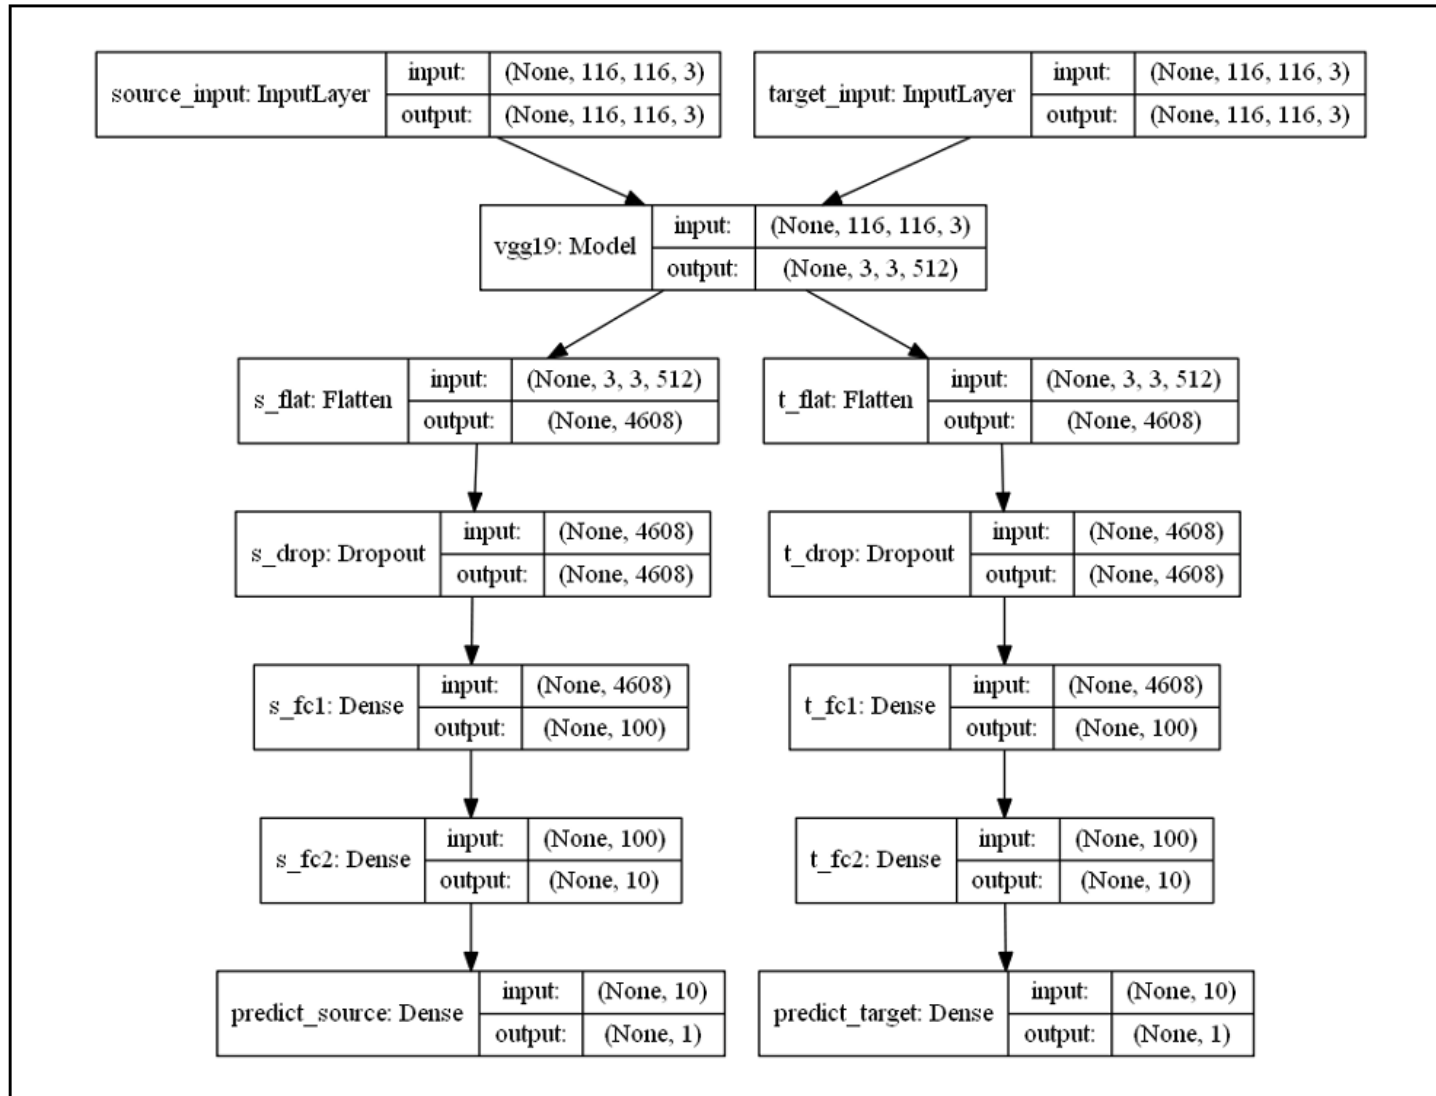 source_input: InputLayer
input:
(None, 116, 116, 3)
output:
(None, 116, 116, 3)
target_input: InputLayer
input:
(None, 116, 116, 3)
output:
(None, 116, 116, 3)
vgg19: Model
input:
(None, 116, 116, 3)
output:
(None, 3, 3, 512)
s_flat: Flatten
input:
(None, 3, 3, 512)
output:
(None, 4608)
t_flat: Flatten
input:
(None, 3, 3, 512)
output:
(None, 4608)
s_drop: Dropout
input:
(None, 4608)
output:
(None, 4608)
t_drop: Dropout
input:
(None, 4608)
output:
(None, 4608)
s_fc1: Dense
input:
(None, 4608)
output:
(None, 100)
t_fc1: Dense
input:
(None, 4608)
output:
(None, 100)
s_fc2: Dense
input:
(None, 100)
output:
(None, 10)
t_fc2: Dense
input:
(None, 100)
output:
(None, 10)
predict_source: Dense
input:
(None, 10)
output:
(None, 1)
predict_target: Dense
input:
(None, 10)
output:
(None, 1)